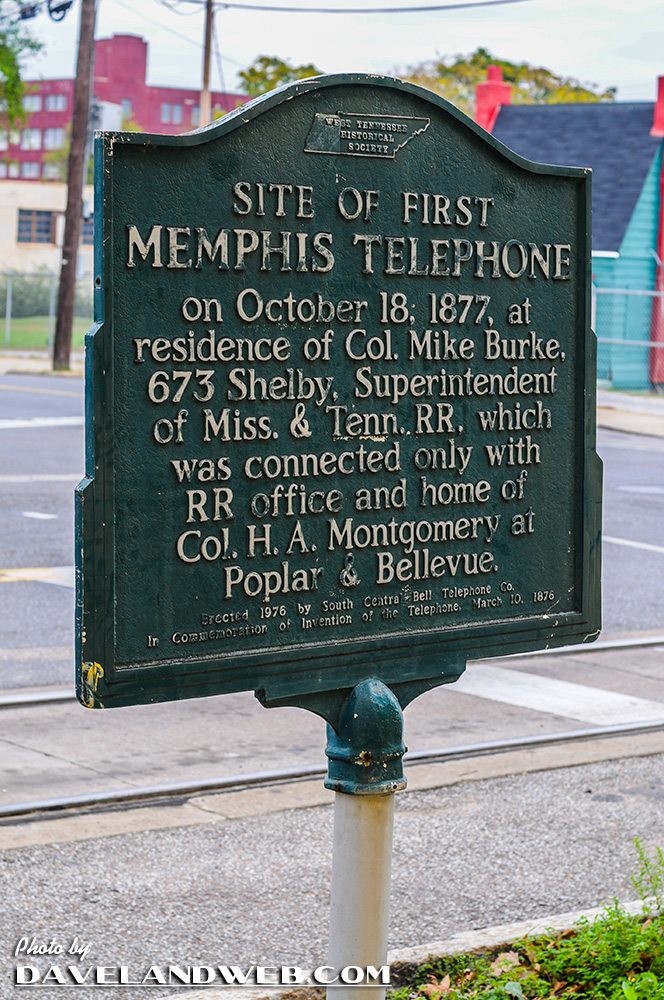 WEST TENNESSEE
HISTORICAL
SOCIETY
SITE OF FIRST
MEMPHIS TELEPHONE
on October 18, 1877, at
residence of Col. Mike Burke,
673 Shelby, Superintendent
of Miss. & Tenn. RR, which
was connected only with
RR office and home of
Col. H. A. Montgomery at
Poplar & Bellevue.
Erected 1976 by South Central Bell Telephone Co.
In Commemoration of Invention of the Telephone, March 10, 1876
Photo by
DAVELANDWEB.COM